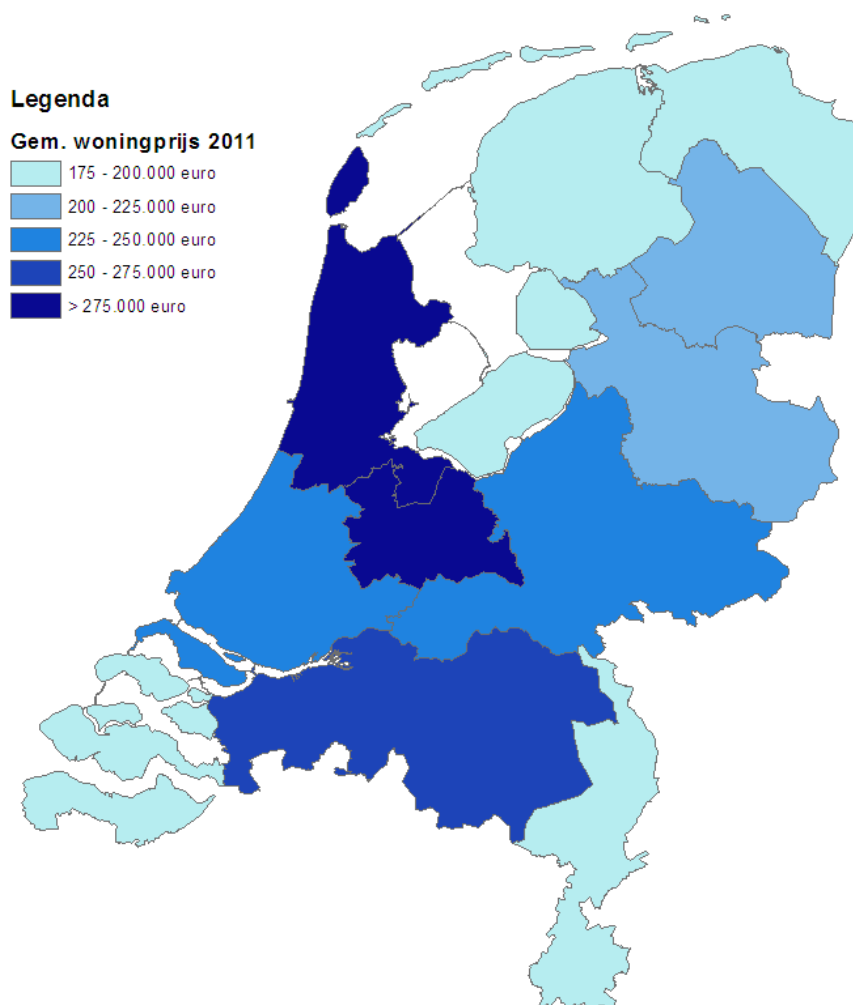 Legenda
Gem. woningprijs 2011
175 - 200.000 euro
200 - 225.000 euro
225 - 250.000 euro
250 - 275.000 euro
> 275.000 euro